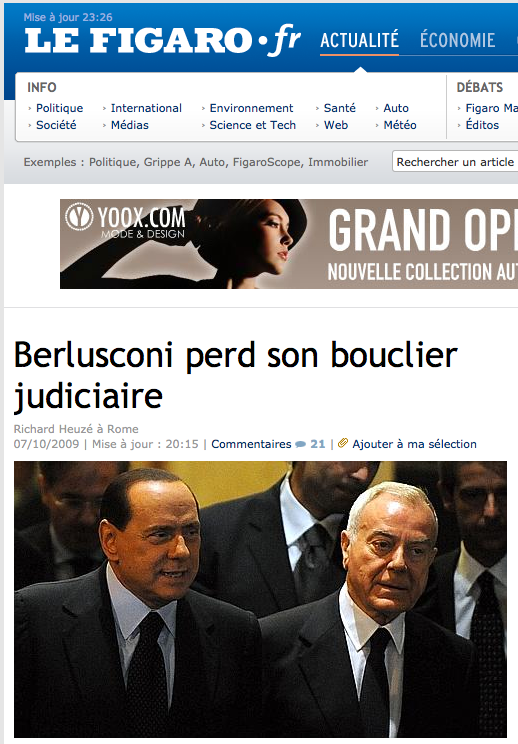 Mise à jour 23:26
LE FIGARO·fr ACTUALITÉ ÉCONOMIE
INFO DÉBATS
Politique International Environnement Santé Auto Figaro Ma
Société Médias Science et Tech Web Météo Éditos
Exemples : Politique, Grippe A, Auto, FigaroScope, Immobilier Rechercher un article
YOOX.COM
MODE & DESIGN
GRAND OPE
NOUVELLE COLLECTION AUT
Berlusconi perd son bouclier
judiciaire
Richard Heuzé à Rome
07/10/2009 | Mise à jour : 20:15 | Commentaires 21 | Ajouter à ma sélection